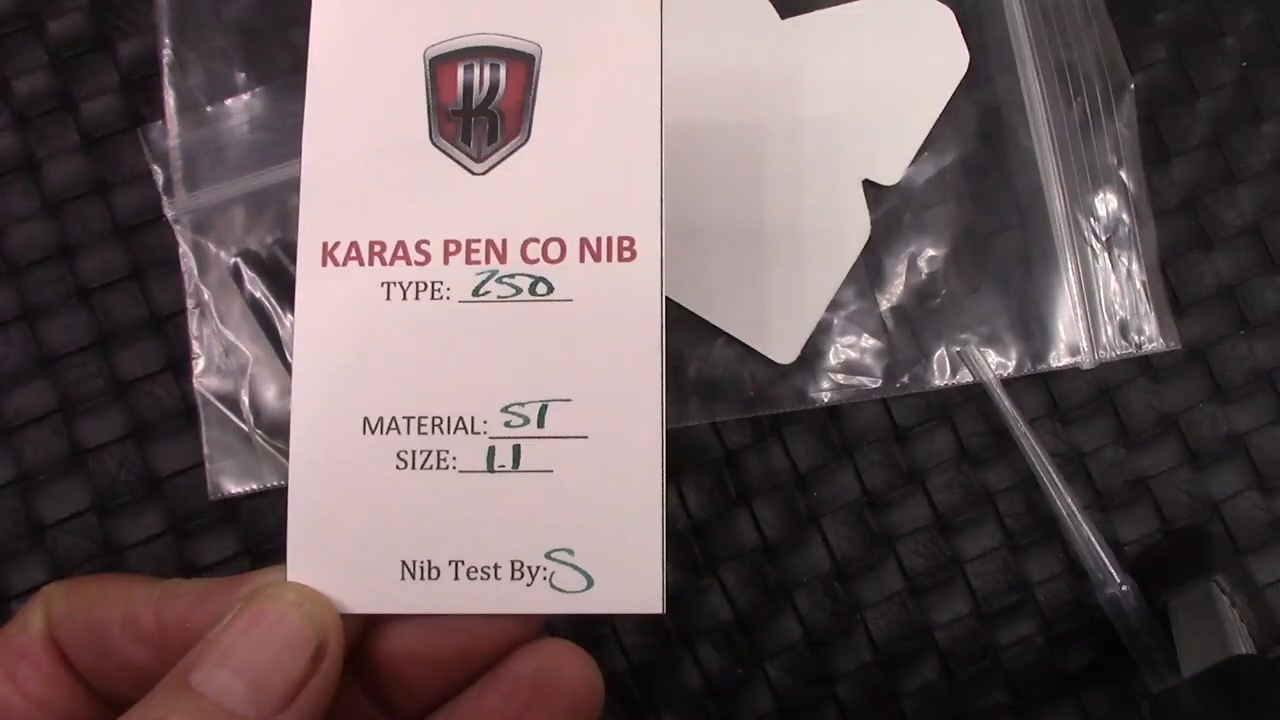 K
KARAS PEN CO NIB
TYPE: 250
MATERIAL: ST
SIZE: 1.1
Nib Test By: S